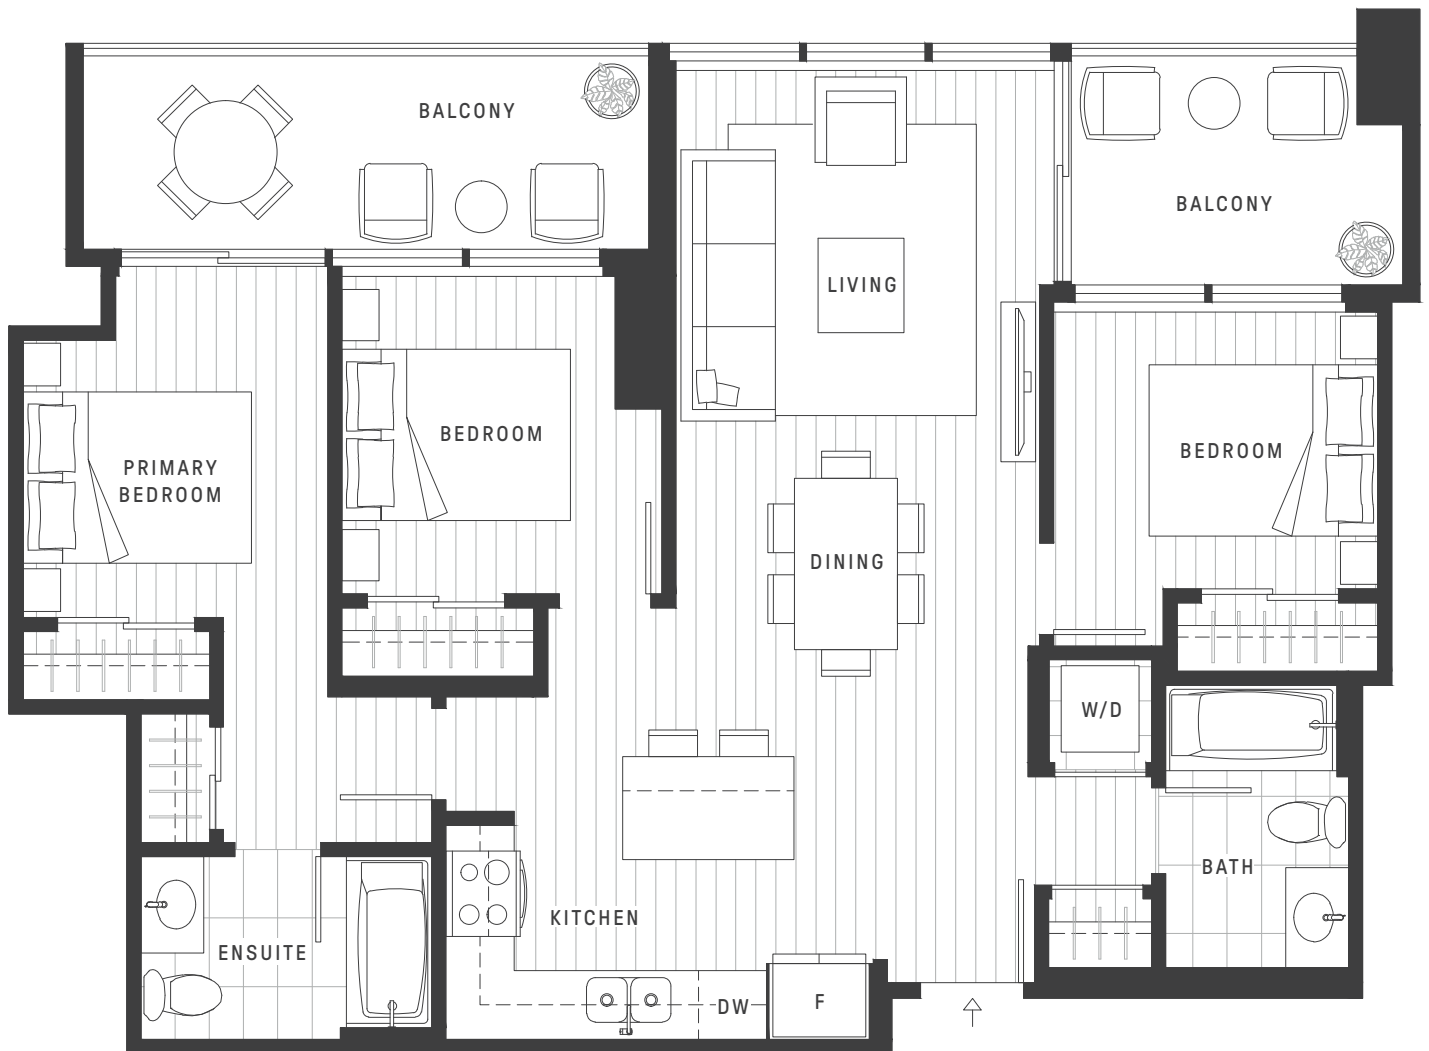 BALCONY
BALCONY
LIVING
BEDROOM
BEDROOM
PRIMARY
BEDROOM
DINING
W/D
BATH
KITCHEN
ENSUITE
DW
F